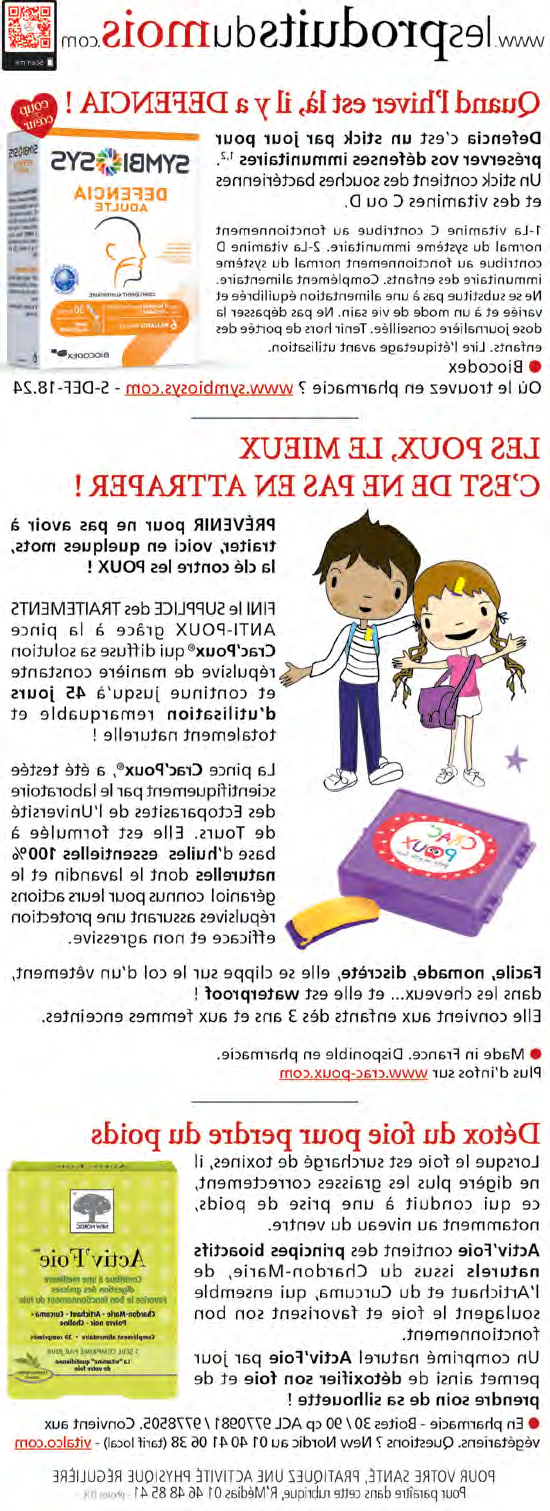 www.lesproduitsdumois.com
Scan me
Quand l'hiver est là, il y a DEFENCIA !
coup
de
cœur
Defencia c'est un stick par jour pour
préserver vos défenses immunitaires 1,2.
Un stick contient des souches bactériennes
et des vitamines C ou D.
1-La vitamine C contribue au fonctionnement
normal du système immunitaire. 2-La vitamine D
contribue au fonctionnement normal du système
immunitaire des enfants. Complément alimentaire.
Ne se substitue pas à une alimentation équilibrée et
variée et à un mode de vie sain. Ne pas dépasser la
dose journalière conseillée. Tenir hors de portée des
enfants. Lire l'étiquetage avant utilisation.
● Biocodex
Où le trouvez en pharmacie ? www.symbiosys.com - S-DEF-18.24
SYMBIOSYS
DEFENCIA
ADULTE
COMPLÉMENT ALIMENTAIRE
30
BIOCODEX
LES POUX, LE MIEUX
C'EST DE NE PAS EN ATTRAPER !
PRÉVENIR pour ne pas avoir à
traiter, voici en quelques mots,
la clé contre les POUX !
FINI le SUPPLICE des TRAITEMENTS
ANTI-POUX grâce à la pince
Crac'Poux® qui diffuse sa solution
répulsive de manière constante
et continue jusqu'à 45 jours
d'utilisation remarquable et
totalement naturelle !
La pince Crac'Poux®, a été testée
scientifiquement par le laboratoire
des Ectoparasites de l'Université
de Tours. Elle est formulée à
base d'huiles essentielles 100%
naturelles dont le lavandin et le
géraniol connus pour leurs actions
répulsives assurant une protection
efficace et non agressive.
CRAC
POUX
Facile, nomade, discrète, elle se clippe sur le col d'un vêtement,
dans les cheveux... et elle est waterproof !
Elle convient aux enfants dès 3 ans et aux femmes enceintes.
● Made in France. Disponible en pharmacie.
Plus d'infos sur www.crac-poux.com
Détox du foie pour perdre du poids
Lorsque le foie est surchargé de toxines, il
ne digère plus les graisses correctement,
ce qui conduit à une prise de poids,
notamment au niveau du ventre.
Activ'Foie contient des principes bioactifs
naturels issus du Chardon-Marie, de
l'Artichaut et du Curcuma, qui ensemble
soulagent le foie et favorisent son bon
fonctionnement.
Un comprimé naturel Activ'Foie par jour
permet ainsi de détoxifier son foie et de
prendre soin de sa silhouette !
NEW NORDIC
Activ'Foie™
Contribue à une meilleure
digestion des graisses
Favorise le bon fonctionnement du foie
Chardon-Marie - Artichaut - Curcuma -
Poivre noir - Choline
Complément alimentaire • 30 comprimés
1 SEUL COMPRIMÉ PAR JOUR
La "vitamine" quotidienne
de votre foie
● En pharmacie - Boites 30 / 90 cp ACL 9770981 / 9778505. Convient aux
végétariens. Questions ? New Nordic au 01 40 41 06 38 (tarif local) - vitalco.com
POUR VOTRE SANTÉ, PRATIQUEZ UNE ACTIVITÉ PHYSIQUE RÉGULIÈRE
Pour paraître dans cette rubrique, R'Médias 01 46 48 85 41 - photos